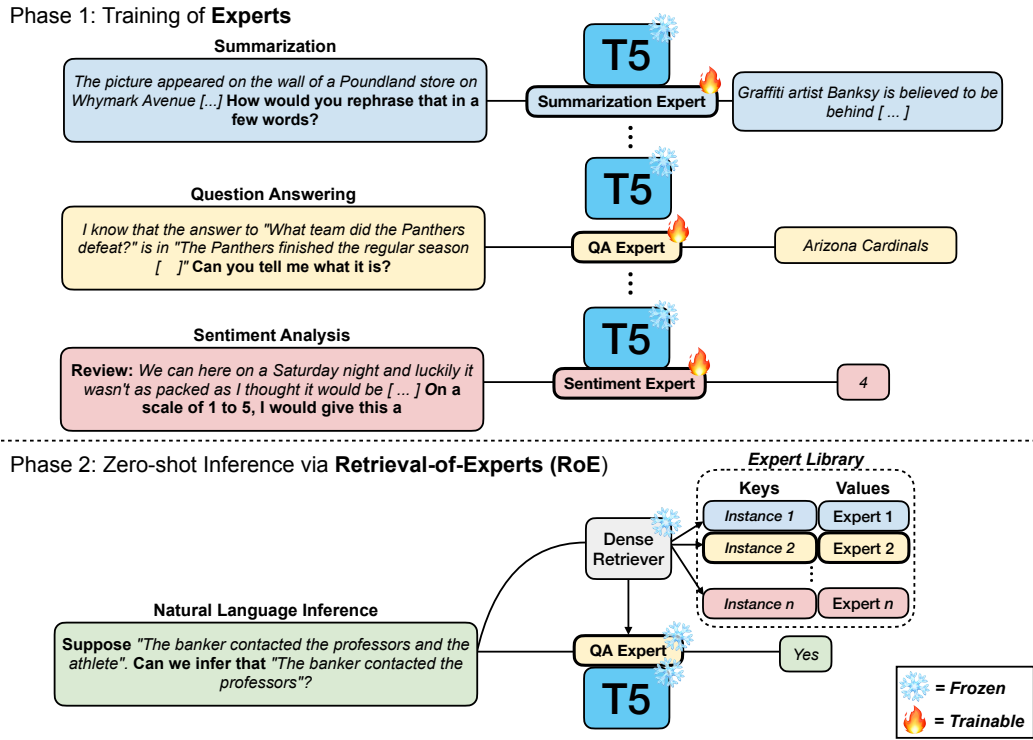 Phase 1: Training of Experts
Summarization
The picture appeared on the wall of a Poundland store on
Whymark Avenue [...] How would you rephrase that in a
few words?
T5
Summarization Expert
Graffiti artist Banksy is believed to be
behind [ ... ]
Question Answering
I know that the answer to "What team did the Panthers
defeat?" is in "The Panthers finished the regular season
[ ]" Can you tell me what it is?
T5
QA Expert
Arizona Cardinals
Sentiment Analysis
Review: We can here on a Saturday night and luckily it
wasn't as packed as I thought it would be [ ... ] On a
scale of 1 to 5, I would give this a
T5
Sentiment Expert
4
Phase 2: Zero-shot Inference via Retrieval-of-Experts (RoE)
Expert Library
Keys Values
Instance 1 Expert 1
Instance 2 Expert 2
Instance n Expert n
Dense
Retriever
Natural Language Inference
Suppose "The banker contacted the professors and the
athlete". Can we infer that "The banker contacted the
professors"?
QA Expert
T5
Yes
= Frozen
= Trainable